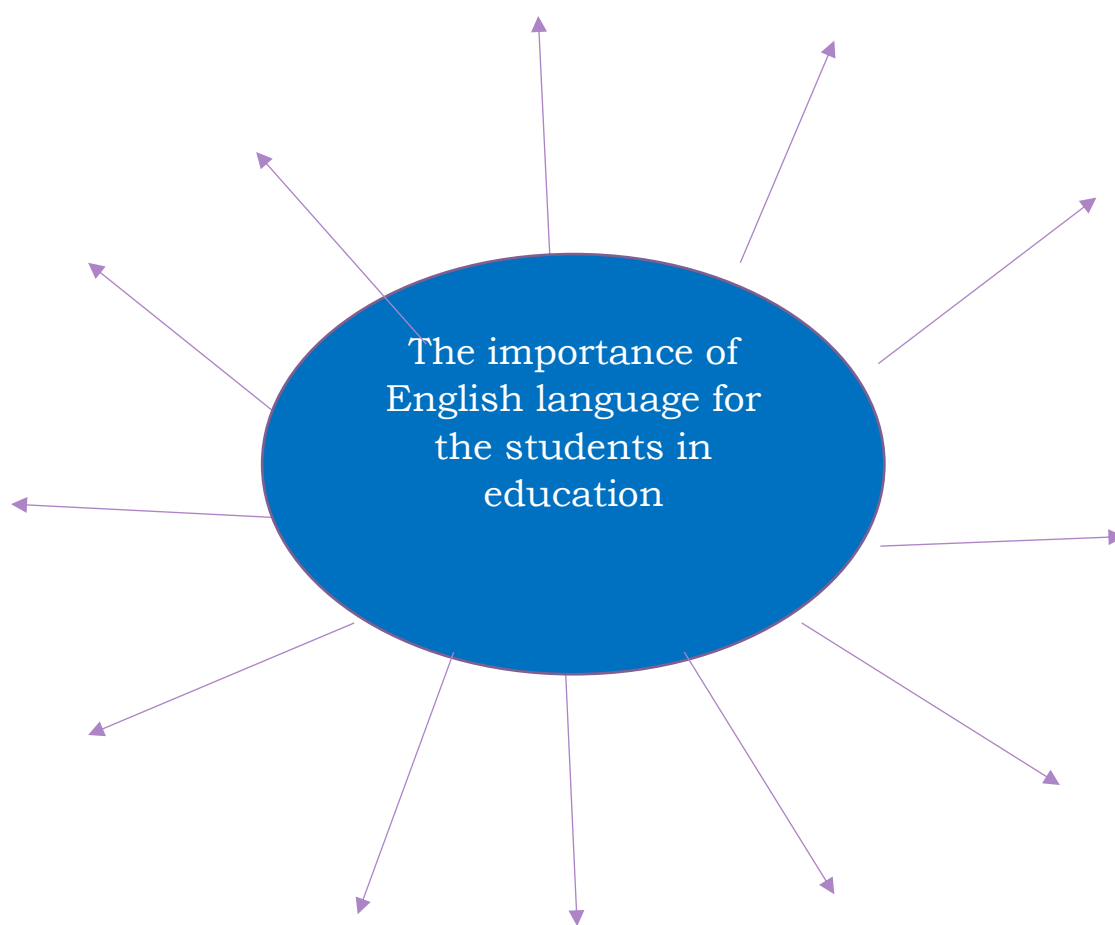 The importance of
English language for
the students in
education